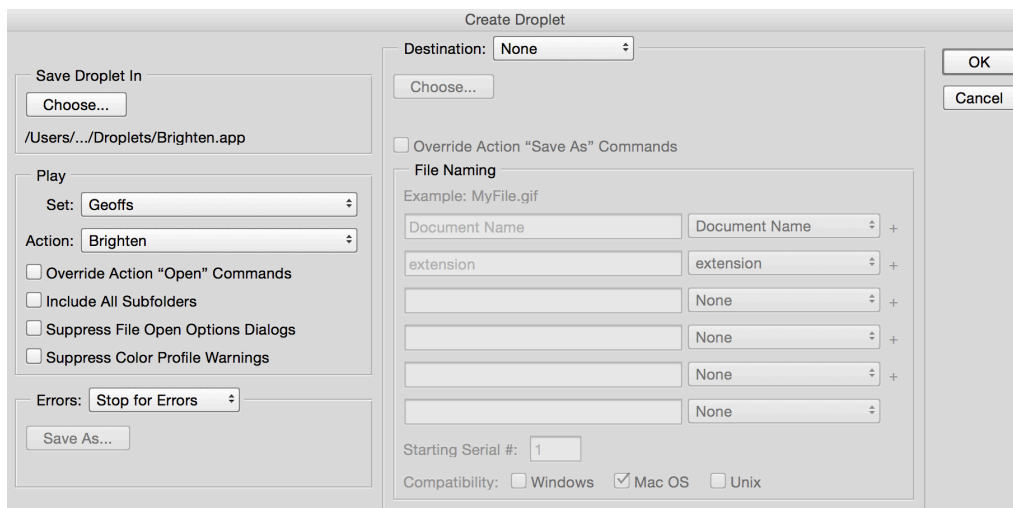 Create Droplet
Save Droplet In
Choose...
/Users/.../Droplets/Brighten.app
Play
Set: Geoffs
Action: Brighten
Override Action "Open" Commands
Include All Subfolders
Suppress File Open Options Dialogs
Suppress Color Profile Warnings
Errors: Stop for Errors
Save As...
Destination: None
Choose...
Override Action “Save As” Commands
File Naming
Example: MyFile.gif
Document Name Document Name +
extension extension +
None +
None +
None +
None
Starting Serial #: 1
Compatibility: Windows Mac OS Unix
OK
Cancel